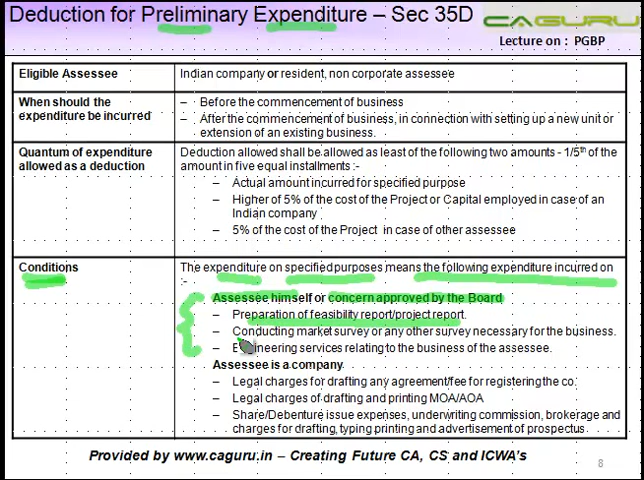 Deduction for Preliminary Expenditure – Sec 35D
CAGURU
Lecture on : PGBP
Eligible Assessee
Indian company or resident, non corporate assessee
When should the
expenditure be incurred
– Before the commencement of business
– After the commencement of business, in connection with setting up a new unit or
extension of an existing business.
Quantum of expenditure
allowed as a deduction
Deduction allowed shall be allowed as least of the following two amounts - 1/5th of the
amount in five equal installments :-
– Actual amount incurred for specified purpose
– Higher of 5% of the cost of the Project or Capital employed in case of an
Indian company
– 5% of the cost of the Project in case of other assessee
Conditions
The expenditure on specified purposes means the following expenditure incurred on
:-
Assessee himself or concern approved by the Board
– Preparation of feasibility report/project report.
– Conducting market survey or any other survey necessary for the business.
– Engineering services relating to the business of the assessee.
Assessee is a company
– Legal charges for drafting any agreement/fee for registering the co.
– Legal charges of drafting and printing MOA/AOA
– Share/Debenture issue expenses, underwriting commission, brokerage and
charges for drafting, typing printing and advertisement of prospectus
Provided by www.caguru.in – Creating Future CA, CS and ICWA's
8